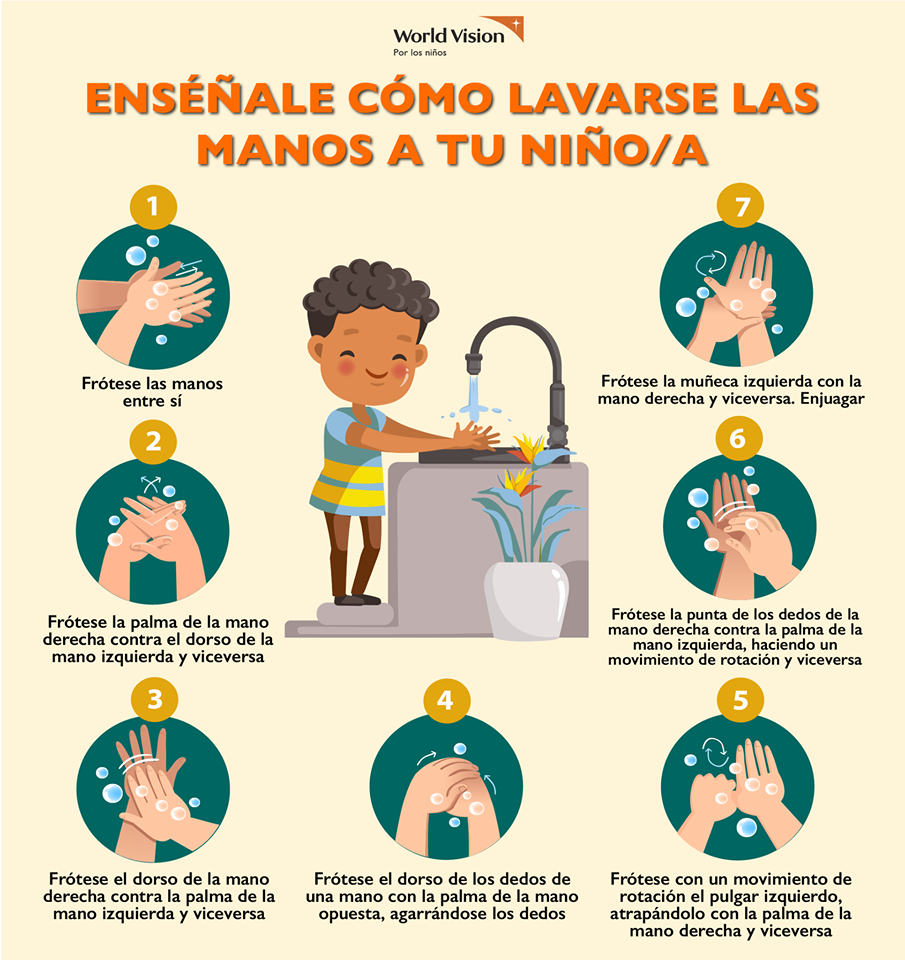 World Vision
Por los niños
ENSÉÑALE CÓMO LAVARSE LAS
MANOS A TU NIÑO/A
1
Frótese las manos
entre sí
2
Frótese la palma de la mano
derecha contra el dorso de la
mano izquierda y viceversa
3
Frótese el dorso de la mano
derecha contra la palma de la
mano izquierda y viceversa
4
Frótese el dorso de los dedos de
una mano con la palma de la mano
opuesta, agarrándose los dedos
5
Frótese con un movimiento de
rotación el pulgar izquierdo,
atrapándolo con la palma de la
mano derecha y viceversa
6
Frótese la punta de los dedos de la
mano derecha contra la palma de la
mano izquierda, haciendo un
movimiento de rotación y viceversa
7
Frótese la muñeca izquierda con la
mano derecha y viceversa. Enjuagar